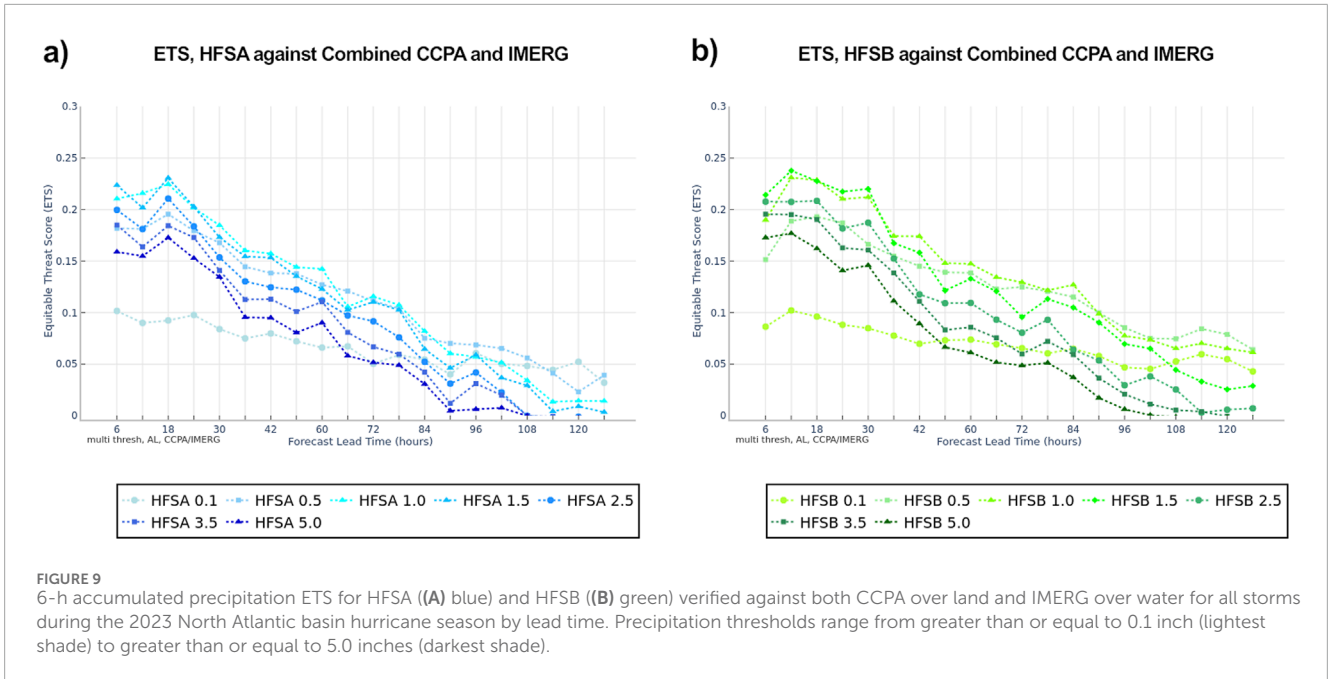 a)
ETS, HFSA against Combined CCPA and IMERG
0.3
0.25
0.2
0.15
0.1
0.05
0
Equitable Threat Score (ETS)
6 18 30 42 60 72 84 96 108 120
multi thresh, AL, CCPA/IMERG
Forecast Lead Time (hours)
HFSA 0.1 HFSA 0.5 HFSA 1.0 HFSA 1.5 HFSA 2.5
HFSA 3.5 HFSA 5.0
b)
ETS, HFSB against Combined CCPA and IMERG
0.3
0.25
0.2
0.15
0.1
0.05
0
Equitable Threat Score (ETS)
6 18 30 42 60 72 84 96 108 120
multi thresh, AL, CCPA/IMERG
Forecast Lead Time (hours)
HFSB 0.1 HFSB 0.5 HFSB 1.0 HFSB 1.5 HFSB 2.5
HFSB 3.5 HFSB 5.0
FIGURE 9
6-h accumulated precipitation ETS for HFSA ((A) blue) and HFSB ((B) green) verified against both CCPA over land and IMERG over water for all storms
during the 2023 North Atlantic basin hurricane season by lead time. Precipitation thresholds range from greater than or equal to 0.1 inch (lightest
shade) to greater than or equal to 5.0 inches (darkest shade).